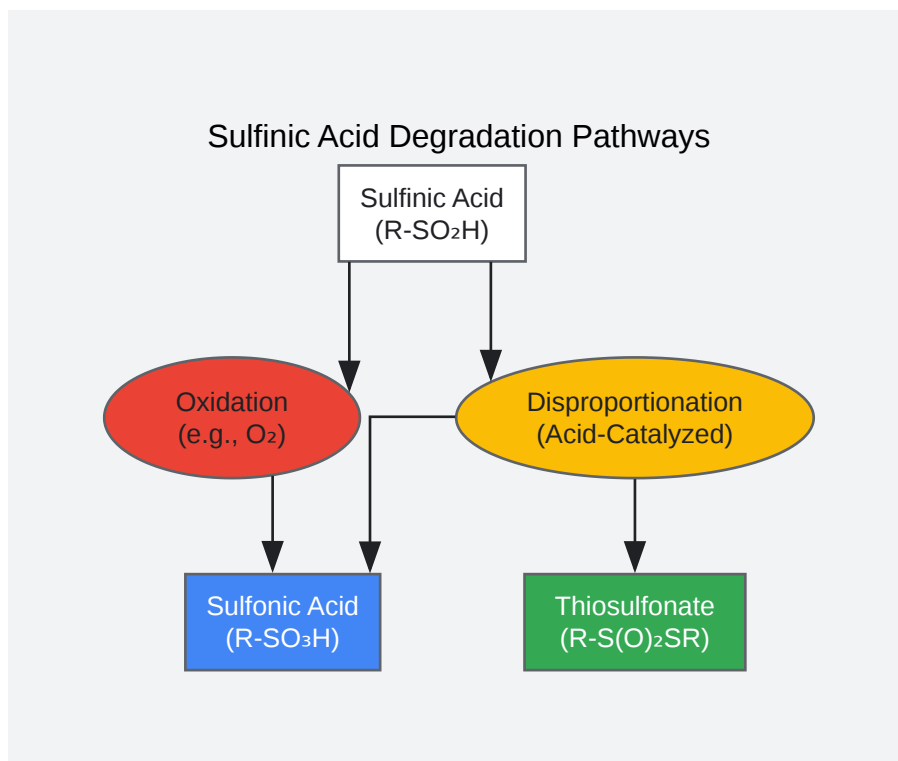 Sulfinic Acid Degradation Pathways
Sulfinic Acid
(R-SO₂H)
Oxidation
(e.g., O₂)
Disproportionation
(Acid-Catalyzed)
Sulfonic Acid
(R-SO₃H)
Thiosulfonate
(R-S(O)₂SR)